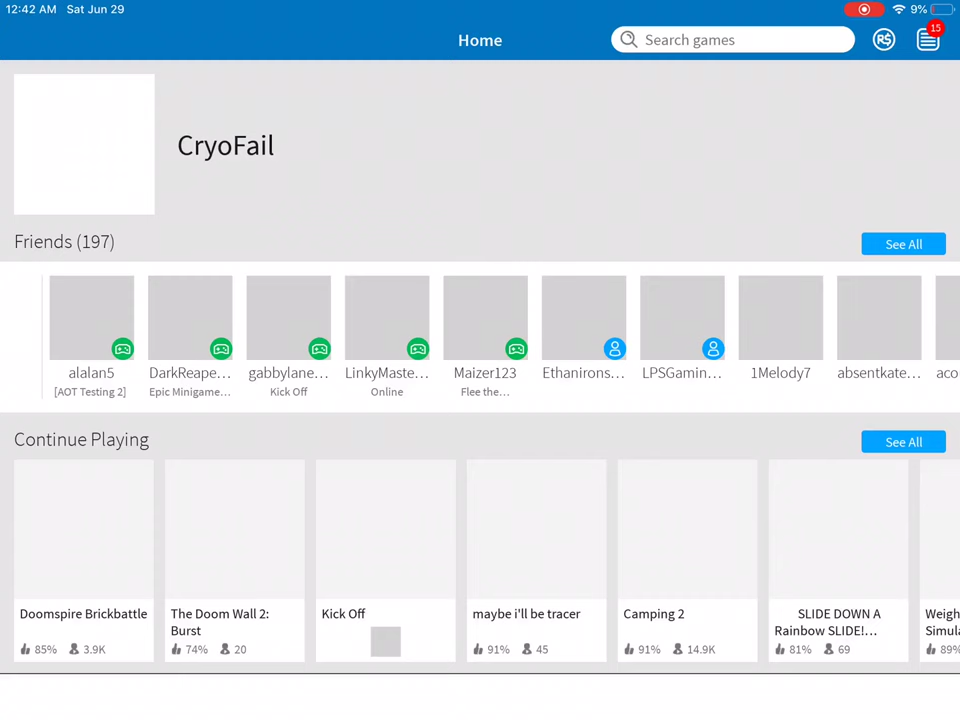 12:42 AM Sat Jun 29
9%
Home
Search games
R$
15
CryoFail
Friends (197)
See All
alalan5
DarkReape...
gabbylane...
LinkyMaste...
Maizer123
Ethanirons...
LPSGamin...
1Melody7
absentkate...
aco
[AOT Testing 2]
Epic Minigame...
Kick Off
Online
Flee the...
Continue Playing
See All
Doomspire Brickbattle
85% 3.9K
The Doom Wall 2:
Burst
74% 20
Kick Off
maybe i'll be tracer
91% 45
Camping 2
91% 14.9K
SLIDE DOWN A
Rainbow SLIDE!...
81% 69
Weigh
Simula
89%